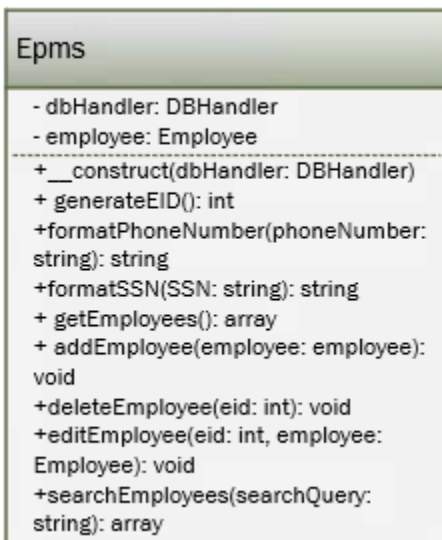 Epms
- dbHandler: DBHandler
- employee: Employee
+__construct(dbHandler: DBHandler)
+ generateEID(): int
+formatPhoneNumber(phoneNumber:
string): string
+formatSSN(SSN: string): string
+ getEmployees(): array
+ addEmployee(employee: employee):
void
+deleteEmployee(eid: int): void
+editEmployee(eid: int, employee:
Employee): void
+searchEmployees(searchQuery:
string): array